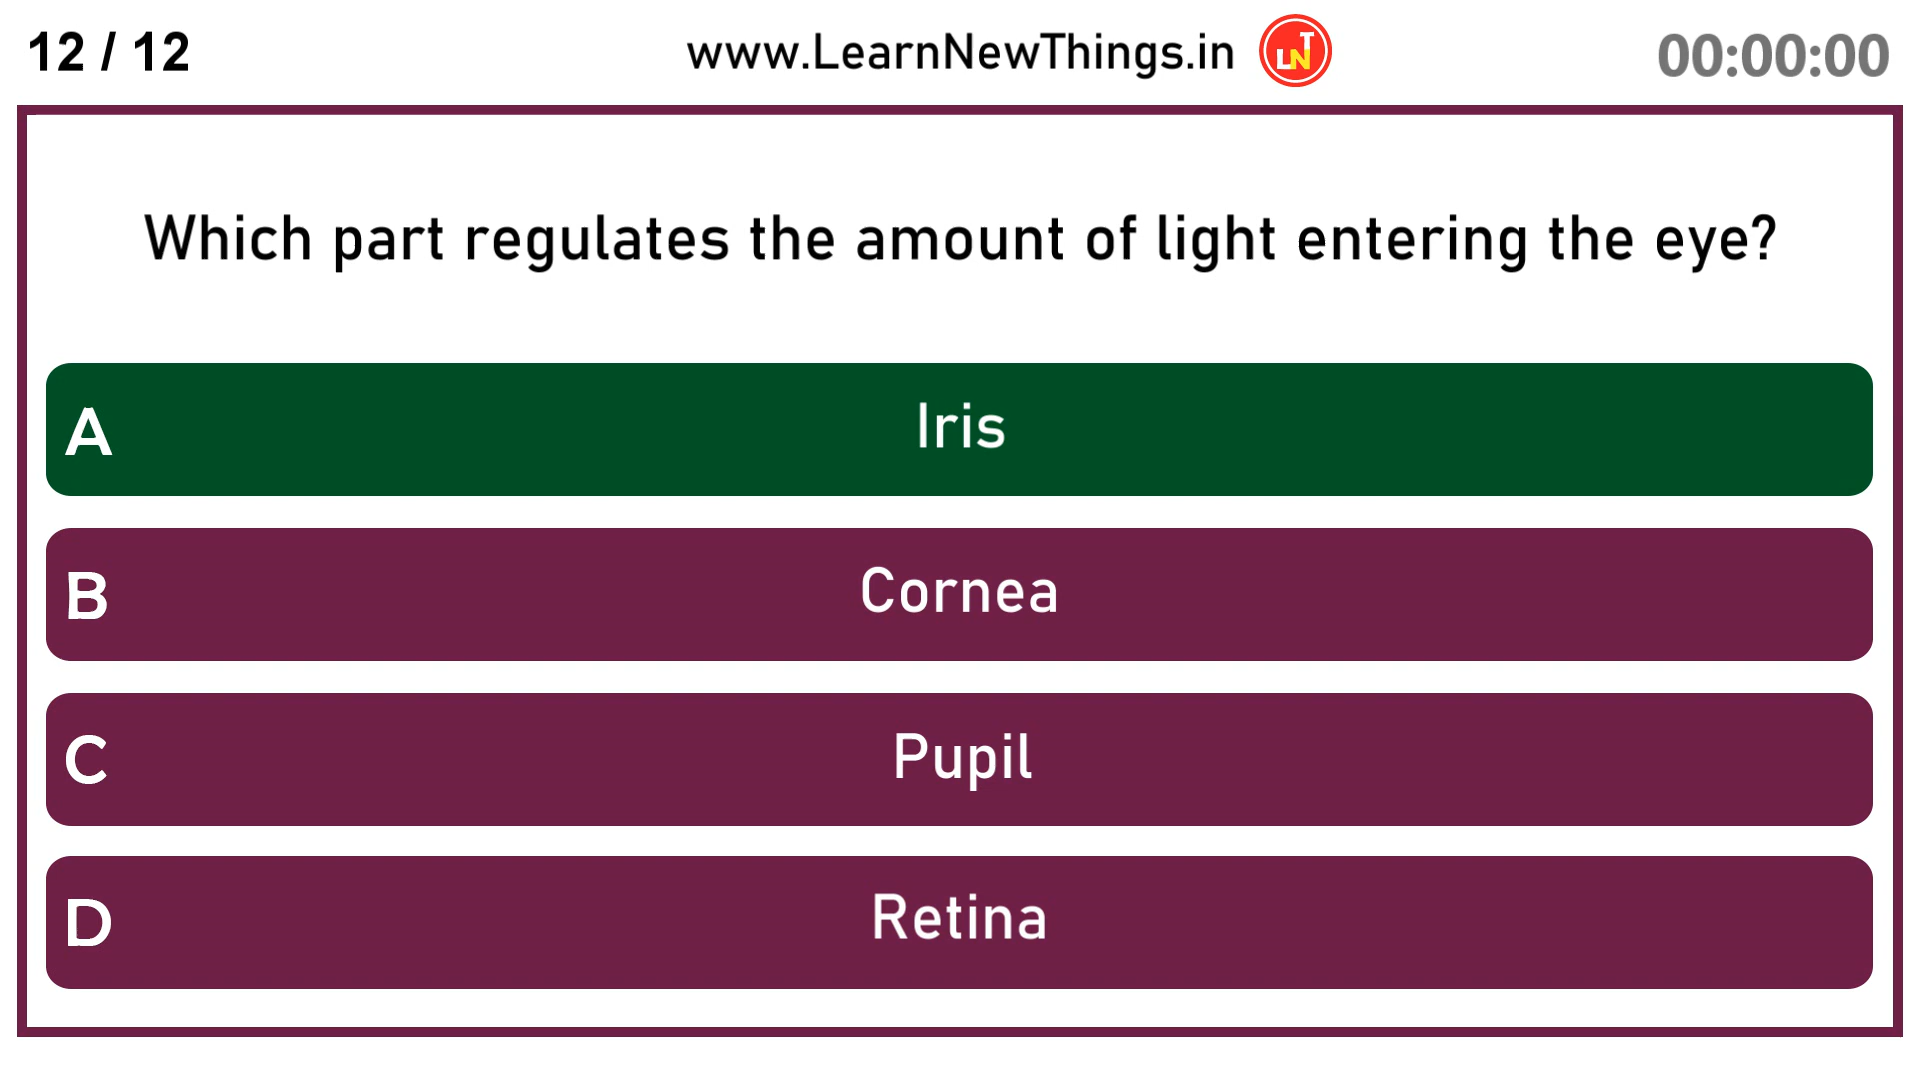 12 / 12
www.LearnNewThings.in
LNT
00:00:00
Which part regulates the amount of light entering the eye?
A
Iris
B
Cornea
C
Pupil
D
Retina